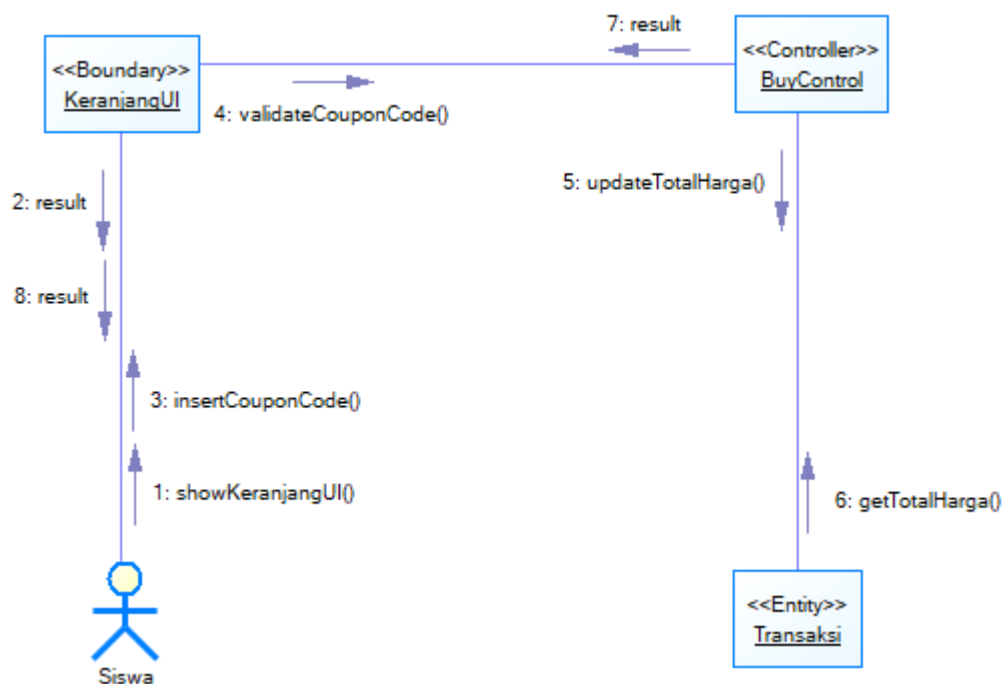 7: result
<<Boundary>>
KeranjangUI
<<Controller>>
BuyControl
4: validateCouponCode()
5: updateTotalHarga()
2: result
8: result
3: insertCouponCode()
1: showKeranjangUI()
6: getTotalHarga()
<<Entity>>
Transaksi
Siswa